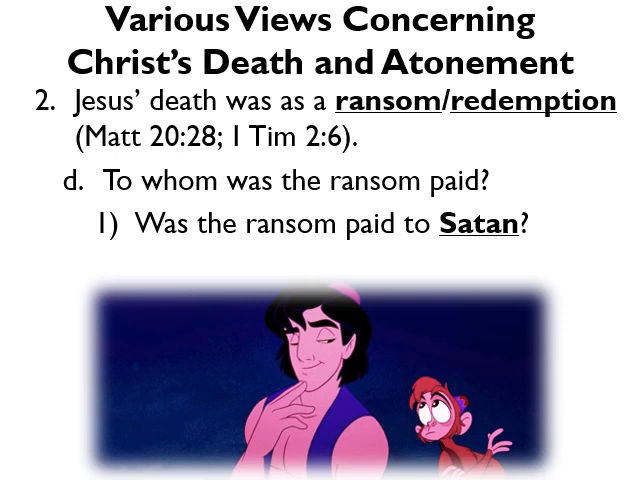 Various Views Concerning
Christ’s Death and Atonement
2. Jesus’ death was as a ransom/redemption
(Matt 20:28; 1 Tim 2:6).
d. To whom was the ransom paid?
1) Was the ransom paid to Satan?